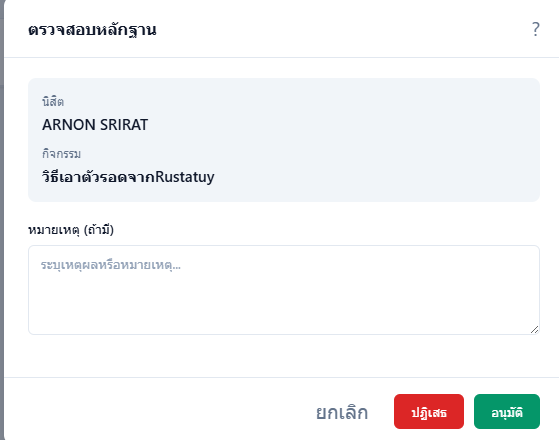 ตรวจสอบหลักฐาน
?
นิสิต
ARNON SRIRAT
กิจกรรม
วิธีเอาตัวรอดจากRustatuy
หมายเหตุ (ถ้ามี)
ระบุเหตุผลหรือหมายเหตุ...
ยกเลิก ปฏิเสธ อนุมัติ